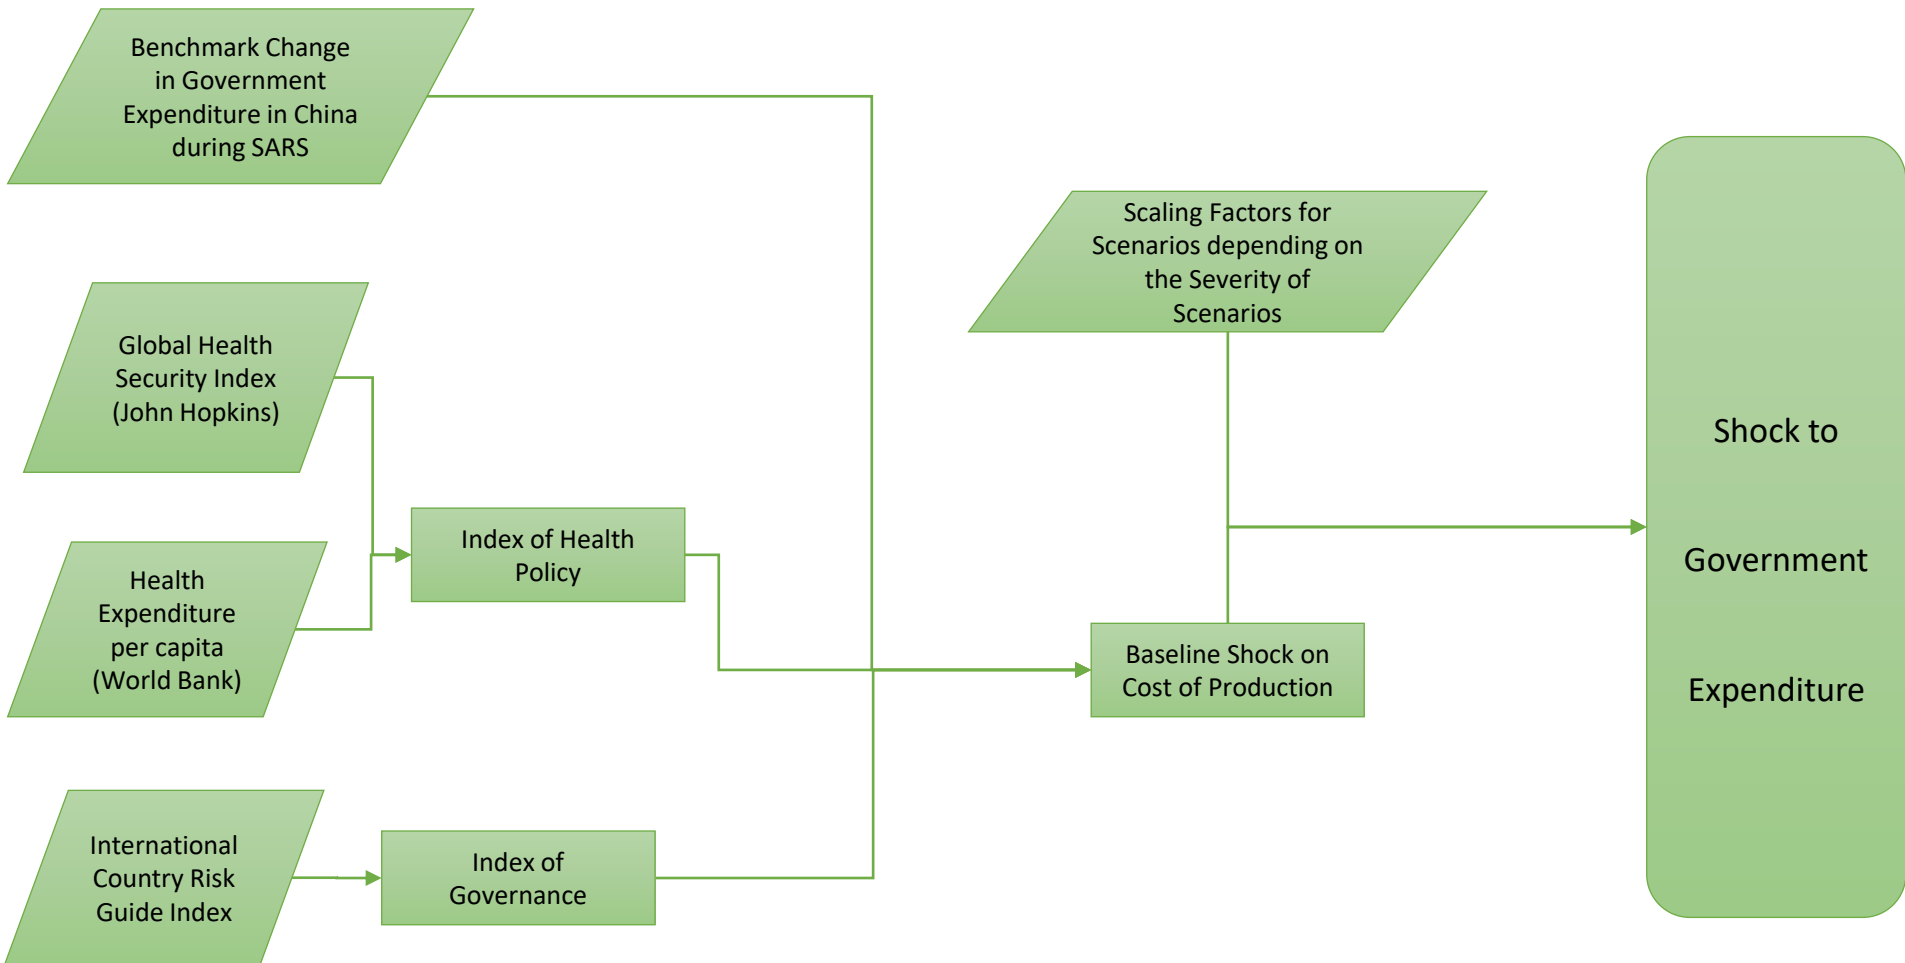 Benchmark Change
in Government
Expenditure in China
during SARS
Global Health
Security Index
(John Hopkins)
Health
Expenditure
per capita
(World Bank)
International
Country Risk
Guide Index
Index of Health
Policy
Index of
Governance
Scaling Factors for
Scenarios depending on
the Severity of
Scenarios
Baseline Shock on
Cost of Production
Shock to
Government
Expenditure